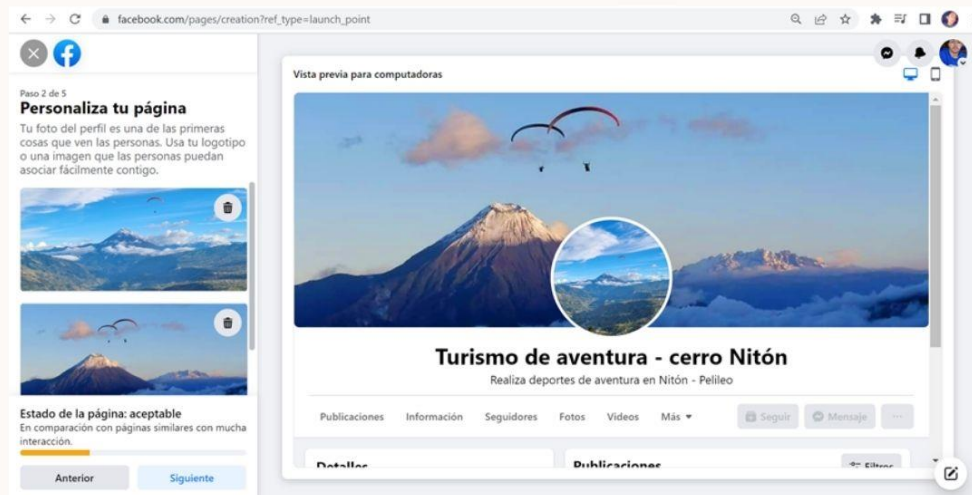 facebook.com/pages/creation?ref_type=launch_point
Paso 2 de 5
Personaliza tu página
Tu foto del perfil es una de las primeras
cosas que ven las personas. Usa tu logotipo
o una imagen que las personas puedan
asociar fácilmente contigo.
Estado de la página: aceptable
En comparación con páginas similares con mucha
interacción.
Anterior Siguiente
Vista previa para computadoras
Turismo de aventura - cerro Nitón
Realiza deportes de aventura en Nitón - Pelileo
Publicaciones Información Seguidores Fotos Videos Más Seguir Mensaje
Detalles Publicaciones Filtros